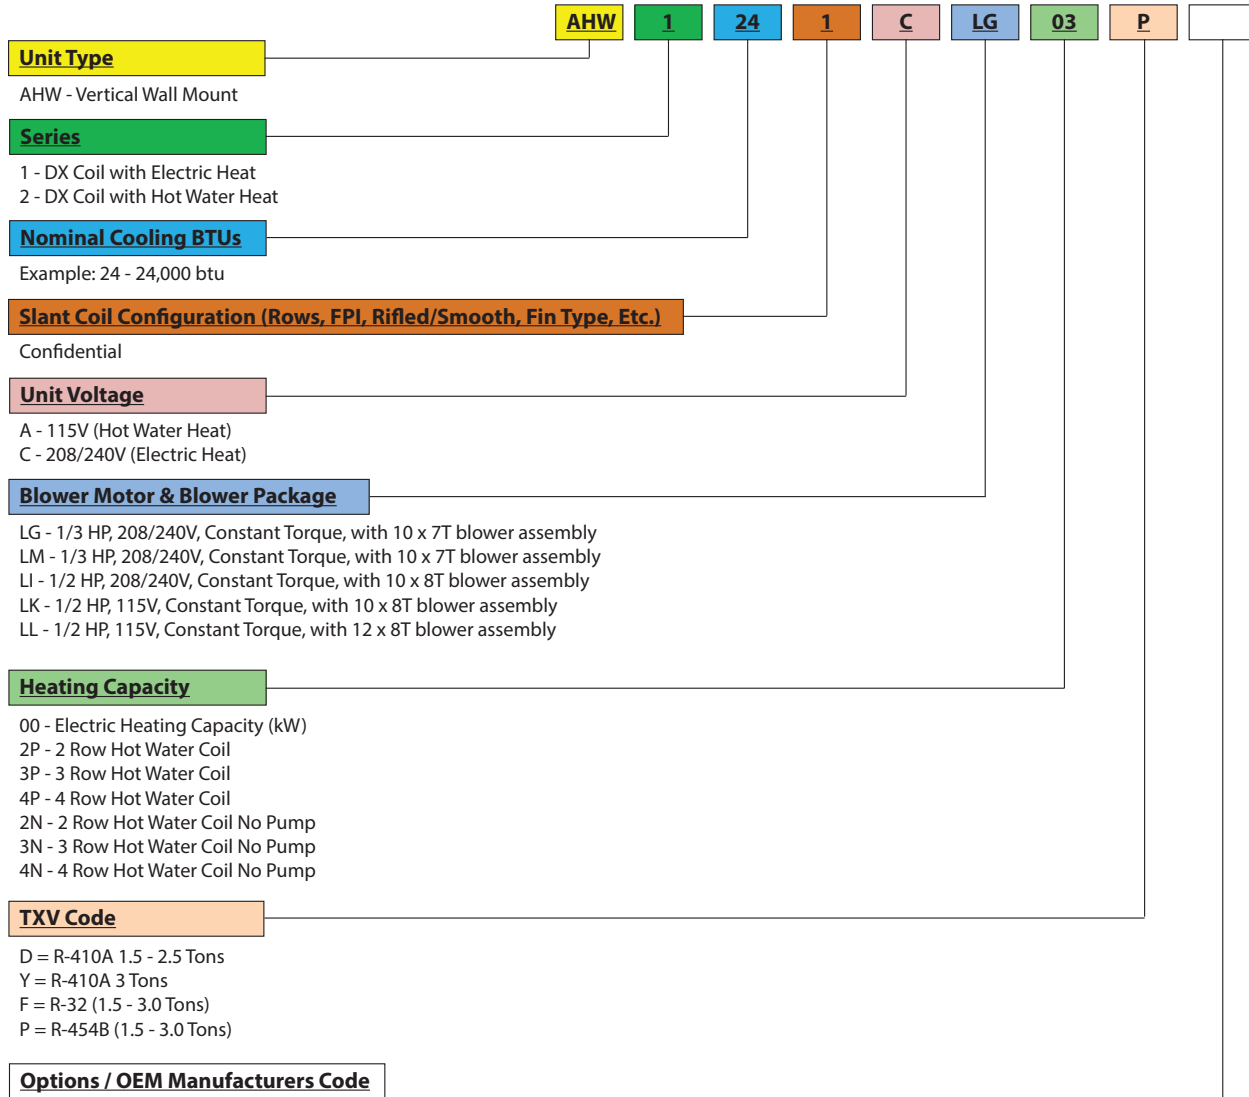 AHW 1 24 1 C LG 03 P
Unit Type
AHW - Vertical Wall Mount
Series
1 - DX Coil with Electric Heat
2 - DX Coil with Hot Water Heat
Nominal Cooling BTUs
Example: 24 - 24,000 btu
Slant Coil Configuration (Rows, FPI, Rifled/Smooth, Fin Type, Etc.)
Confidential
Unit Voltage
A - 115V (Hot Water Heat)
C - 208/240V (Electric Heat)
Blower Motor & Blower Package
LG - 1/3 HP, 208/240V, Constant Torque, with 10 x 7T blower assembly
LM - 1/3 HP, 208/240V, Constant Torque, with 10 x 7T blower assembly
LI - 1/2 HP, 208/240V, Constant Torque, with 10 x 8T blower assembly
LK - 1/2 HP, 115V, Constant Torque, with 10 x 8T blower assembly
LL - 1/2 HP, 115V, Constant Torque, with 12 x 8T blower assembly
Heating Capacity
00 - Electric Heating Capacity (kW)
2P - 2 Row Hot Water Coil
3P - 3 Row Hot Water Coil
4P - 4 Row Hot Water Coil
2N - 2 Row Hot Water Coil No Pump
3N - 3 Row Hot Water Coil No Pump
4N - 4 Row Hot Water Coil No Pump
TXV Code
D = R-410A 1.5 - 2.5 Tons
Y = R-410A 3 Tons
F = R-32 (1.5 - 3.0 Tons)
P = R-454B (1.5 - 3.0 Tons)
Options / OEM Manufacturers Code